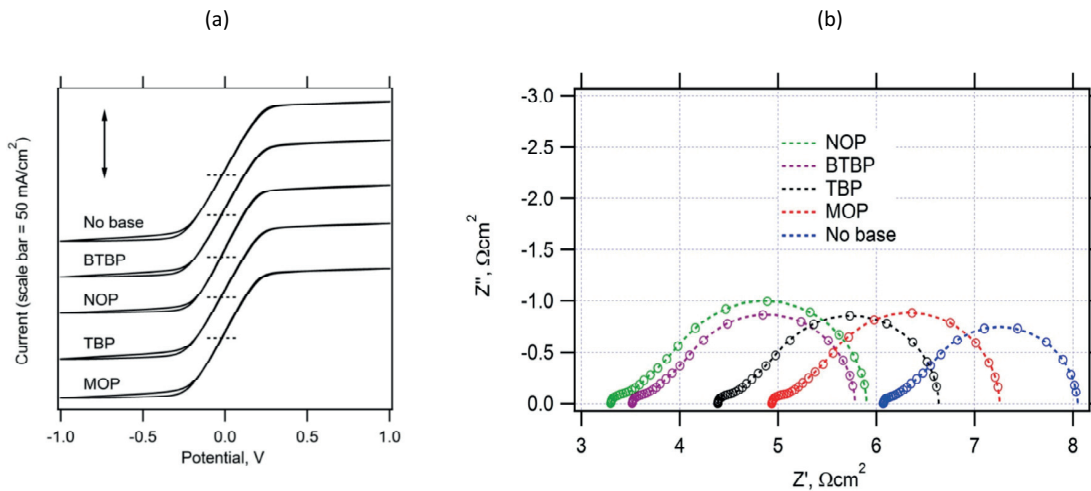 (a)
(b)
Current (scale bar = 50 mA/cm²)
No base
BTBP
NOP
TBP
MOP
-1.0 -0.5 0.0 0.5 1.0
Potential, V
Z'', Ωcm²
-3.0
-2.5
-2.0
-1.5
-1.0
-0.5
0.0
NOP
BTBP
TBP
MOP
No base
3 4 5 6 7 8
Z', Ωcm²